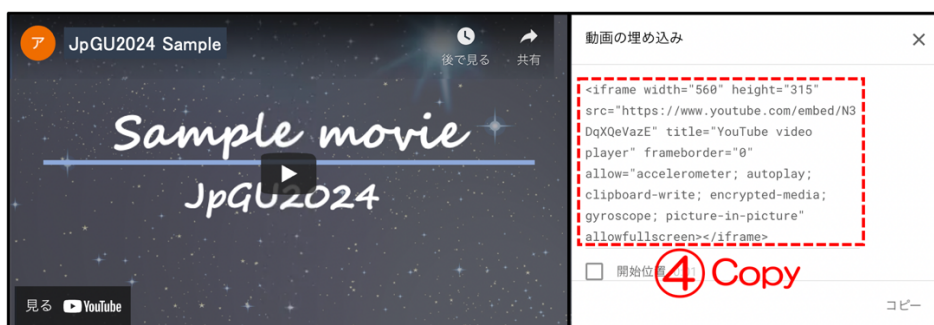 ア JpGU2024 Sample
後で見る 共有
Sample movie
JpGU2024
見る YouTube
動画の埋め込み
<iframe width="560" height="315"
src="https://www.youtube.com/embed/N3
DqXQeVazE" title="YouTube video
player" frameborder="0"
allow="accelerometer; autoplay;
clipboard-write; encrypted-media;
gyroscope; picture-in-picture"
allowfullscreen></iframe>
開始位置
④ Copy
コピー